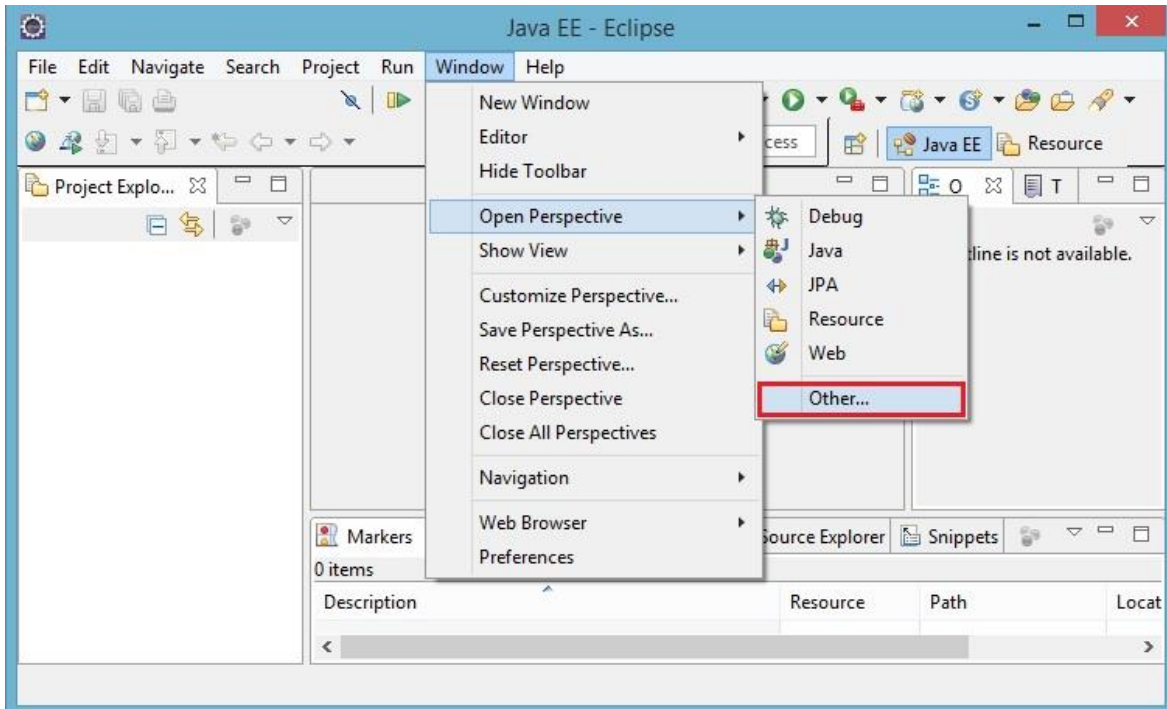 Java EE - Eclipse
File Edit Navigate Search Project Run Window Help
New Window
Editor
Hide Toolbar
Open Perspective
Show View
Customize Perspective...
Save Perspective As...
Reset Perspective...
Close Perspective
Close All Perspectives
Navigation
Web Browser
Preferences
cess Java EE Resource
Project Explo... O T
Debug
Java
JPA
Resource
Web
Other...
tline is not available.
Markers Source Explorer Snippets
0 items
Description Resource Path Locat